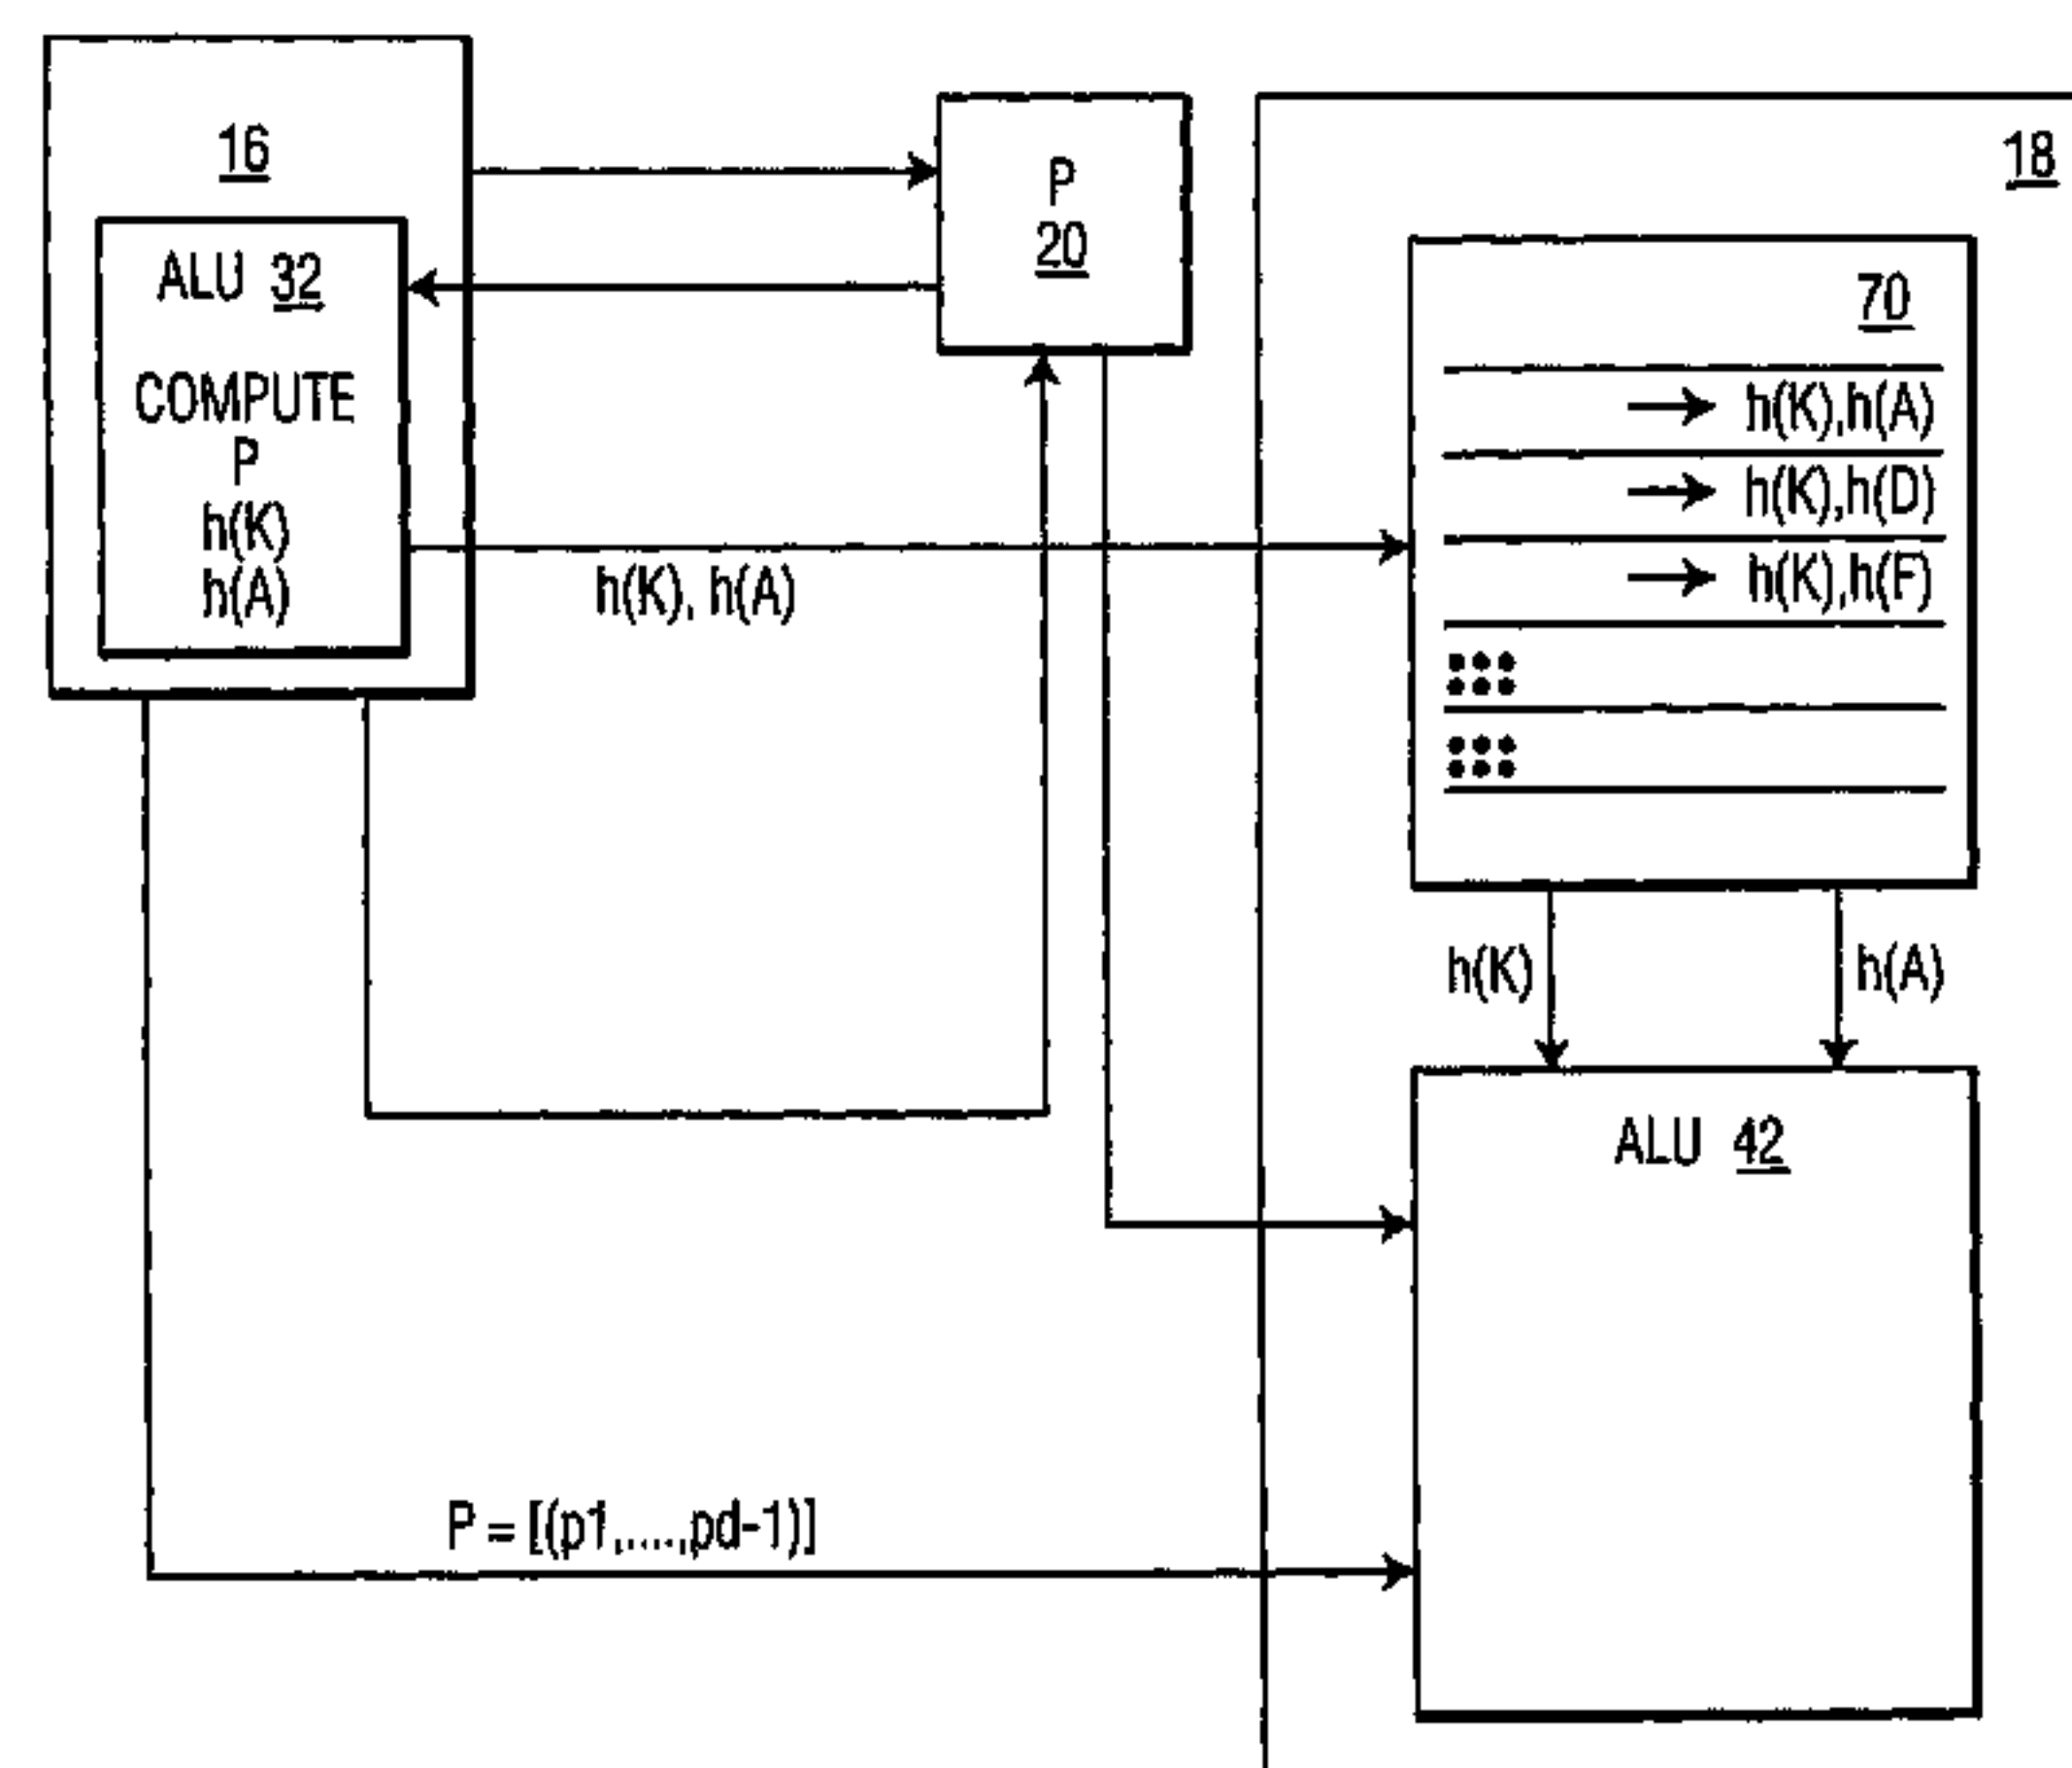 16
ALU 32
COMPUTE
P
h(K)
h(A)
P
20
18
70
h(K),h(A)
h(K),h(D)
h(K),h(F)
h(K), h(A)
h(K)
h(A)
ALU 42
P = [(p1,.....,pd-1)]